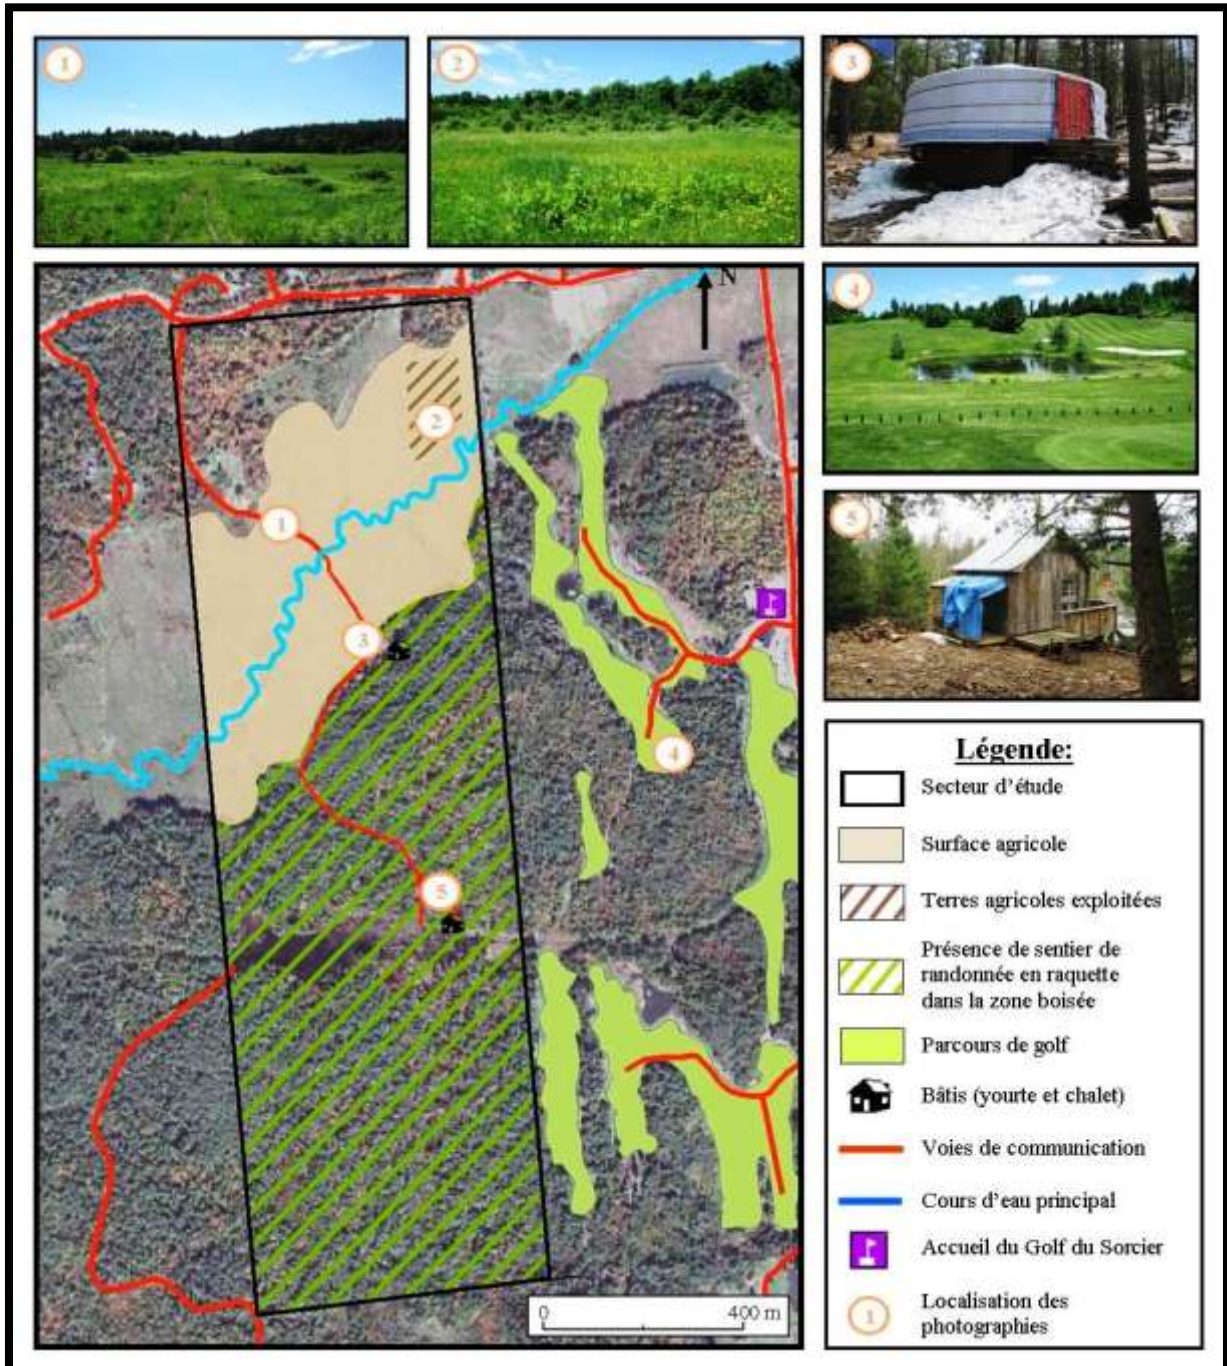 1
2
3
4
5
N
2
1
3
4
5
0 400 m
Légende:
Secteur d'étude
Surface agricole
Terres agricoles exploitées
Présence de sentier de
randonnée en raquette
dans la zone boisée
Parcours de golf
Bâtis (yourte et chalet)
Voies de communication
Cours d'eau principal
Accueil du Golf du Sorcier
1
Localisation des
photographies